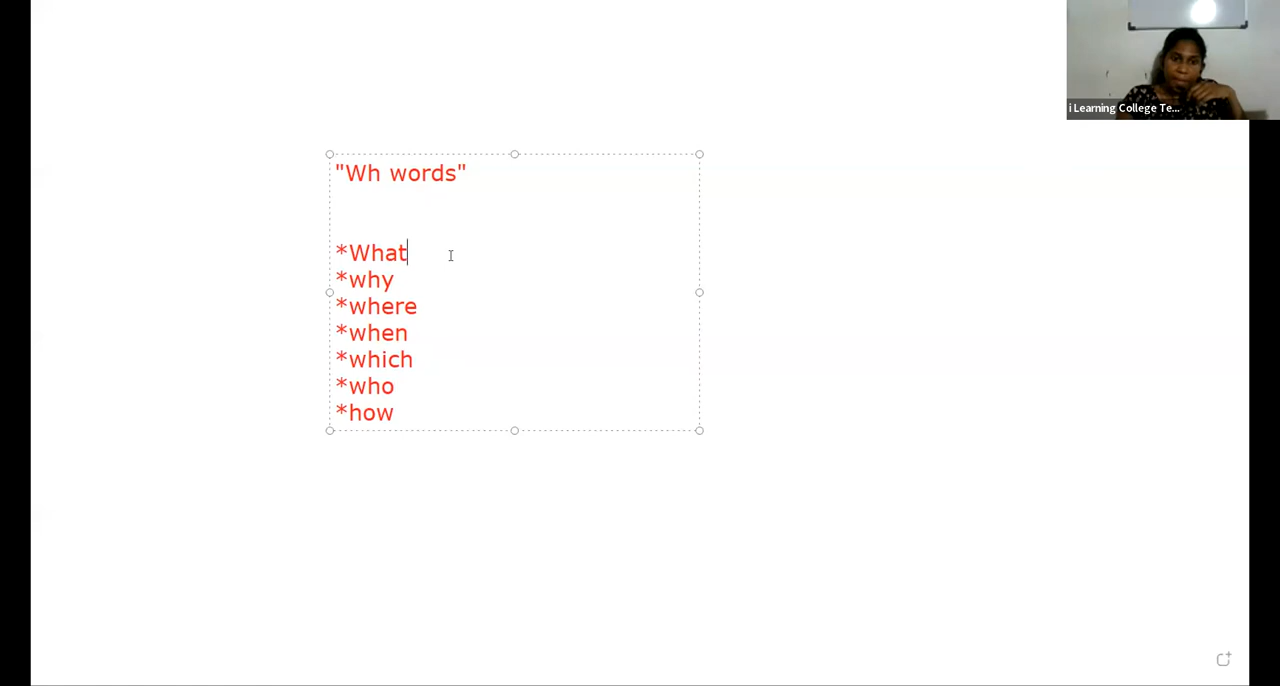 i Learning College Te...
"Wh words"
*What
*why
*where
*when
*which
*who
*how